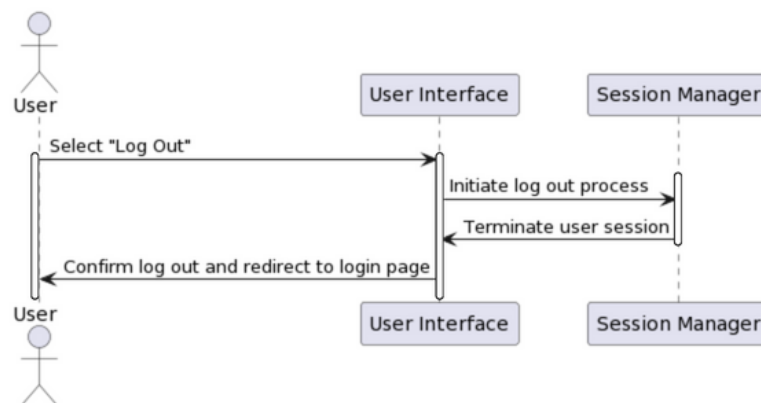 User
User Interface
Session Manager
Select "Log Out"
Initiate log out process
Terminate user session
Confirm log out and redirect to login page
User
User Interface
Session Manager